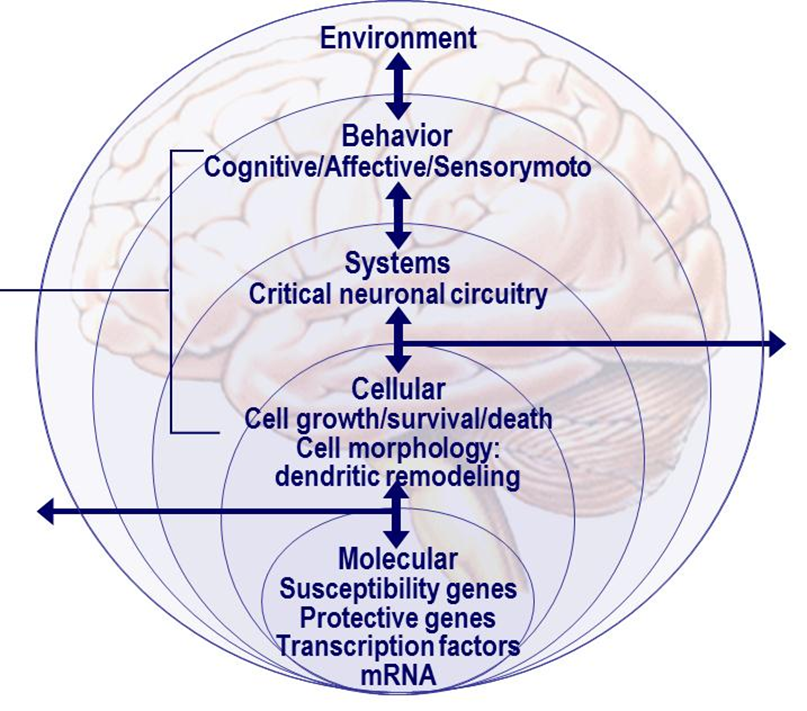 Environment
Behavior
Cognitive/Affective/Sensorymoto
Systems
Critical neuronal circuitry
Cellular
Cell growth/survival/death
Cell morphology:
dendritic remodeling
Molecular
Susceptibility genes
Protective genes
Transcription factors
mRNA